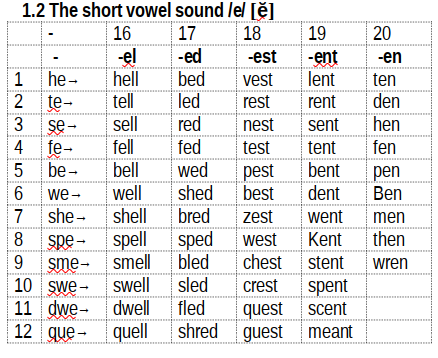 1.2 The short vowel sound /e/ [ĕ]
- 16 17 18 19 20
- -el -ed -est -ent -en
1 he→ hell bed vest lent ten
2 te→ tell led rest rent den
3 se→ sell red nest sent hen
4 fe→ fell fed test tent fen
5 be→ bell wed pest bent pen
6 we→ well shed best dent Ben
7 she→ shell bred zest went men
8 spe→ spell sped west Kent then
9 sme→ smell bled chest stent wren
10 swe→ swell sled crest spent
11 dwe→ dwell fled quest scent
12 que→ quell shred guest meant